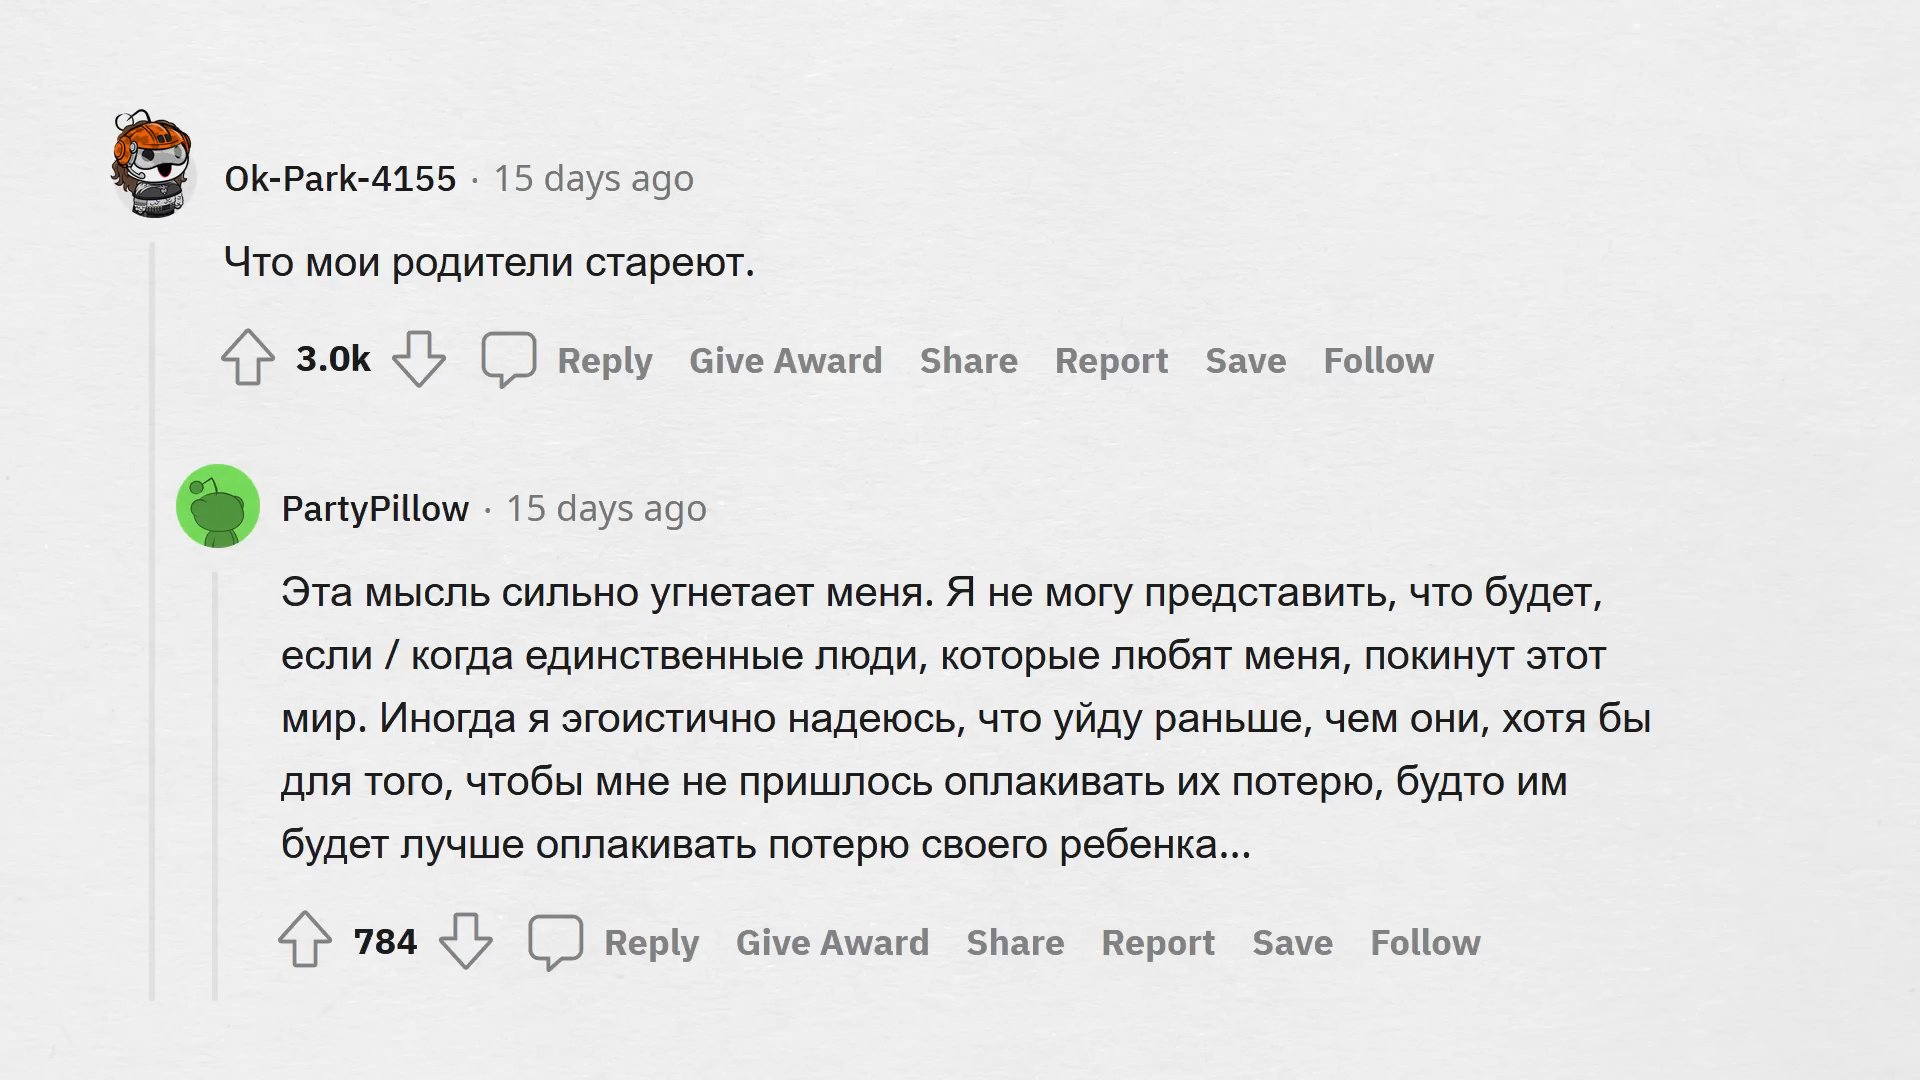 Ok-Park-4155 · 15 days ago
Что мои родители стареют.
3.0k Reply Give Award Share Report Save Follow
PartyPillow · 15 days ago
Эта мысль сильно угнетает меня. Я не могу представить, что будет,
если / когда единственные люди, которые любят меня, покинут этот
мир. Иногда я эгоистично надеюсь, что уйду раньше, чем они, хотя бы
для того, чтобы мне не пришлось оплакивать их потерю, будто им
будет лучше оплакивать потерю своего ребенка...
784 Reply Give Award Share Report Save Follow